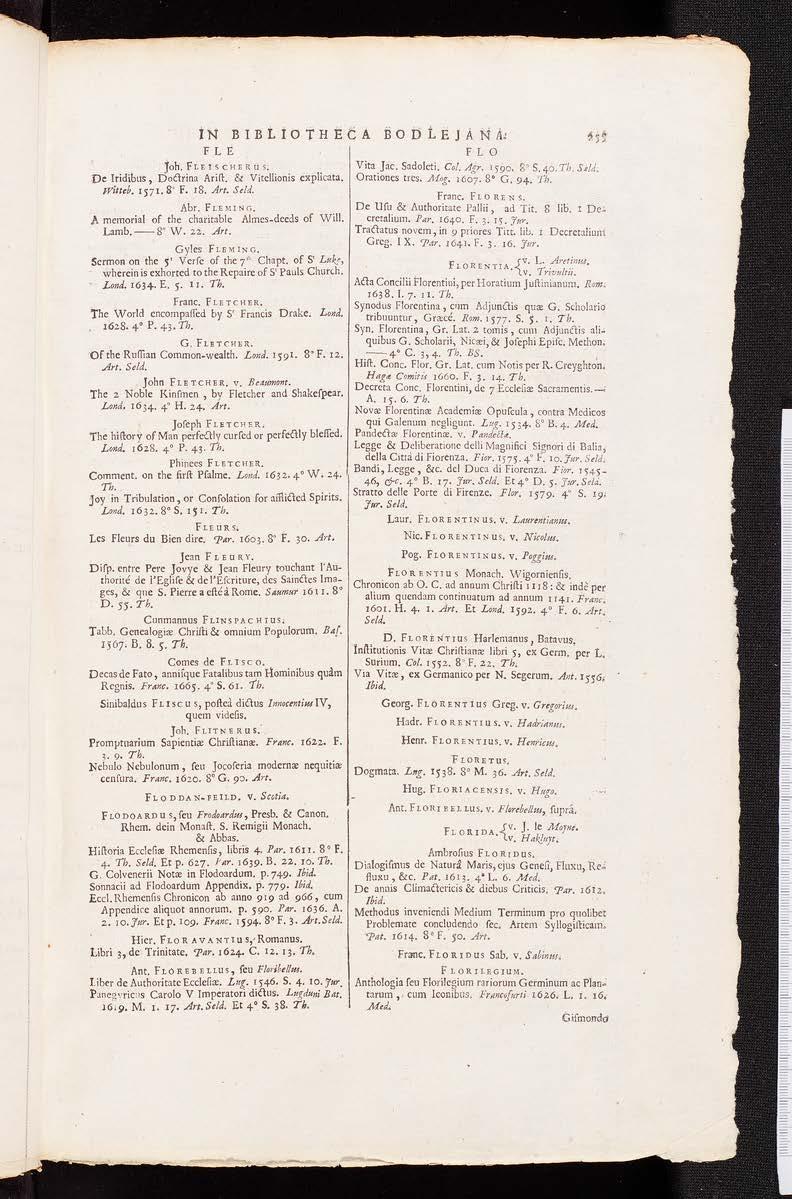 IN BIBLIOTHECA BODLEJANA.
FLE
Joh. FLEISCHERUS.
De Iridibus, Doctrina Arist. & Vitellionis explicata.
Witteb. 1571. 8° F. 18. Art. Seld.
Abr. FLEMING.
A memorial of the charitable Almes-deeds of Will.
Lamb.—— 8° W. 22. Art.
Gyles FLEMING.
Sermon on the 5ᵗ Verse of the 7ᵗʰ Chapt. of Sᵗ Luke,
wherein is exhorted to the Repaire of Sᵗ Pauls Church.
Lond. 1634. E. 5. 11. Th.
Franc. FLETCHER.
The World encompassed by Sʳ Francis Drake. Lond.
1628. 4° P. 43. Th.
G. FLETCHER.
Of the Russian Common-wealth. Lond. 1591. 8° F. 12.
Art. Seld.
John FLETCHER. v. Beaumont.
The 2 Noble Kinsmen, by Fletcher and Shakespear.
Lond. 1634. 4° H. 24. Art.
Joseph FLETCHER.
The history of Man perfectly cursed or perfectly blessed.
Lond. 1628. 4° P. 43. Th.
Phinees FLETCHER.
Comment. on the first Psalme. Lond. 1632. 4° W. 24.
Th.
Joy in Tribulation, or Consolation for afflicted Spirits.
Lond. 1632. 8° S. 151. Th.
FLEURS.
Les Fleurs du Bien dire. Par. 1603. 8° F. 30. Art.
Jean FLEURY.
Disp. entre Pere Jovye & Jean Fleury touchant l'Au-
thorité de l'Eglise & de l'Escriture, des Sainctes Ima-
ges, & que S. Pierre a esté á Rome. Saumur 1611. 8°
D. 55. Th.
Cunmannus FLINSPACHIUS.
Tabb. Genealogiæ Christi & omnium Populorum. Bas.
1567. B. 8. 5. Th.
Comes de FLISCO.
Decas de Fato, annisque Fatalibus tam Hominibus quàm
Regnis. Franc. 1665. 4° S. 61. Th.
Sinibaldus FLISCUS, posteà dictus Innocentius IV,
quem videsis.
Joh. FLITNERUS.
Promptuarium Sapientiæ Christianæ. Franc. 1622. F.
3. 9. Th.
Nebulo Nebulonum, seu Jocoseria modernæ nequitiæ
censura. Franc. 1620. 8° G. 90. Art.
FLODDAN-FEILD. v. Scotia.
FLODOARDUS, seu Frodoardus, Presb. & Canon.
Rhem. dein Monast. S. Remigii Monach.
& Abbas.
Historia Ecclesiæ Rhemensis, libris 4. Par. 1611. 8° F.
4. Th. Seld. Et p. 627. Par. 1639. B. 22. 10. Th.
G. Colvenerii Notæ in Flodoardum. p. 749. Ibid.
Sonnacii ad Flodoardum Appendix. p. 779. Ibid.
Eccl. Rhemensis Chronicon ab anno 919 ad 966, cum
Appendice aliquot annorum. p. 590. Par. 1636. A.
2. 10. Jur. Et p. 109. Franc. 1594. 8° F. 3. Art. Seld.
Hier. FLORAVANTIUS, Romanus.
Libri 3, de Trinitate. Par. 1624. C. 12. 13. Th.
Ant. FLOREBELLIUS, seu Floribellus.
Liber de Authoritate Ecclesiæ. Lug. 1546. S. 4. 10. Jur.
Panegyricus Carolo V Imperatori dictus. Lugduni Bat.
1619. M. 1. 17. Art. Seld. Et 4° S. 38. Th.
FLO
Vita Jac. Sadoleti. Col. Agr. 1590. 8° S. 40. Th. Seld.
Orationes tres. Mog. 1607. 8° G. 94. Th.
Franc. FLORENS.
De Usu & Authoritate Pallii, ad Tit. 8 lib. 1 De-
cretalium. Par. 1640. F. 3. 15. Jur.
Tractatus novem, in 9 priores Titt. lib. 1 Decretalium
Greg. IX. Par. 1641. F. 3. 16. Jur.
FLORENTIA. {v. L. Aretinus.
{v. Trivultii.
Acta Concilii Florentini, per Horatium Justinianum. Rom.
1638. I. 7. 11. Th.
Synodus Florentina, cum Adjunctis quæ G. Scholario
tribuuntur, Græcé. Rom. 1577. S. 5. 1. Th.
Syn. Florentina, Gr. Lat. 2 tomis, cum Adjunctis ali-
quibus G. Scholarii, Nicæi, & Josephi Episc. Methon.
—— 4° C. 3, 4. Th. BS.
Hist. Conc. Flor. Gr. Lat. cum Notis per R. Creyghton.
Hagæ Comitis 1660. F. 3. 14. Th.
Decreta Conc. Florentini, de 7 Ecclesiæ Sacramentis.—
A. 15. 6. Th.
Novæ Florentinæ Academiæ Opuscula, contra Medicos
qui Galenum negligunt. Lug. 1534. 8° B. 4. Med.
Pandectæ Florentinæ. v. Pandectæ.
Legge & Deliberatione delli Magnifici Signori di Balia,
della Cittá di Fiorenza. Fior. 1575. 4° F. 10. Jur. Seld.
Bandi, Legge, &c. del Duca di Fiorenza. Fior. 1545-
46, &c. 4° B. 17. Jur. Seld. Et 4° D. 5. Jur. Seld.
Stratto delle Porte di Firenze. Flor. 1579. 4° S. 19.
Jur. Seld.
Laur. FLORENTINUS. v. Laurentianus.
Nic. FLORENTINUS. v. Nicolus.
Pog. FLORENTINUS. v. Poggius.
FLORENTIUS Monach. Wigorniensis.
Chronicon ab O. C. ad annum Christi 1118: & indè per
alium quendam continuatum ad annum 1141. Franc.
1601. H. 4. 1. Art. Et Lond. 1592. 4° F. 6. Art.
Seld.
D. FLORENTIUS Harlemanus, Batavus.
Institutionis Vitæ Christianæ libri 5, ex Germ. per L.
Surium. Col. 1552. 8° F. 22. Th.
Via Vitæ, ex Germanico per N. Segerum. Ant. 1556.
Ibid.
Georg. FLORENTIUS Greg. v. Gregorius.
Hadr. FLORENTIUS. v. Hadrianus.
Henr. FLORENTIUS. v. Henricus.
FLORETUS.
Dogmata. Lug. 1538. 8° M. 36. Art. Seld.
Hug. FLORIACENSIS. v. Hugo.
Ant. FLORIBELLUS. v. Florebellus, suprâ.
FLORIDA. {v. J. le Moyne.
{v. Hakluyt.
Ambrosius FLORIDUS.
Dialogismus de Naturâ Maris, ejus Genesi, Fluxu, Re-
fluxu, &c. Pat. 1613. 4° L. 6. Med.
De annis Climactericis & diebus Criticis. Par. 1612.
Ibid.
Methodus inveniendi Medium Terminum pro quolibet
Problemate concludendo sec. Artem Syllogisticam.
Pat. 1614. 8° F. 50. Art.
Franc. FLORIDUS Sab. v. Sabinus.
FLORILEGIUM.
Anthologia seu Florilegium rariorum Germinum ac Plan-
tarum, cum Iconibus. Francofurti 1626. L. 1. 16.
Med.
Gismondo